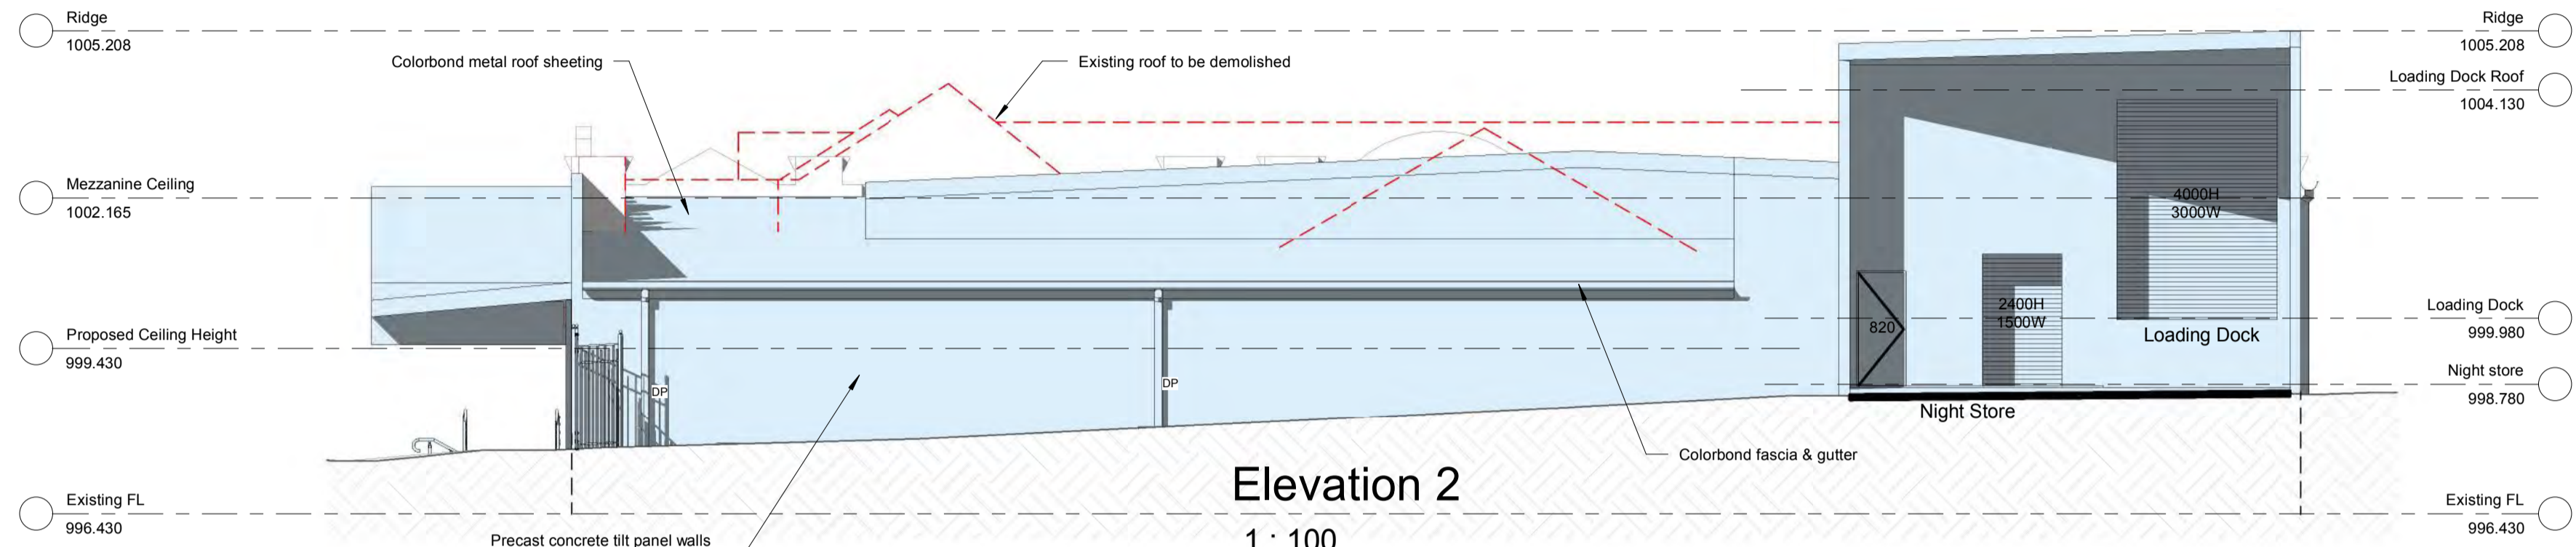 Ridge
1005.208
Colorbond metal roof sheeting
Existing roof to be demolished
Ridge
1005.208
Loading Dock Roof
1004.130
Mezzanine Ceiling
1002.165
4000H
3000W
Proposed Ceiling Height
999.430
820
2400H
1500W
Loading Dock
Loading Dock
999.980
DP
DP
Night store
998.780
Night Store
Colorbond fascia & gutter
Elevation 2
1 : 100
Existing FL
996.430
Precast concrete tilt panel walls
Existing FL
996.430